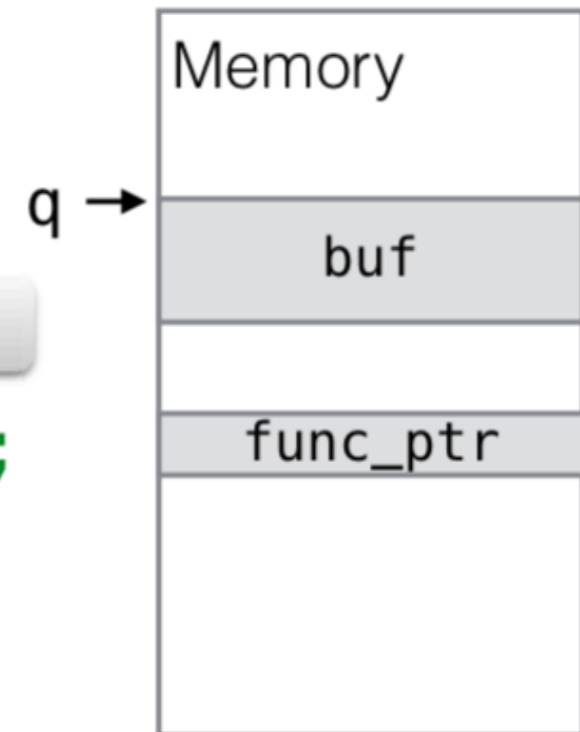 Memory
q →
buf
;
func_ptr